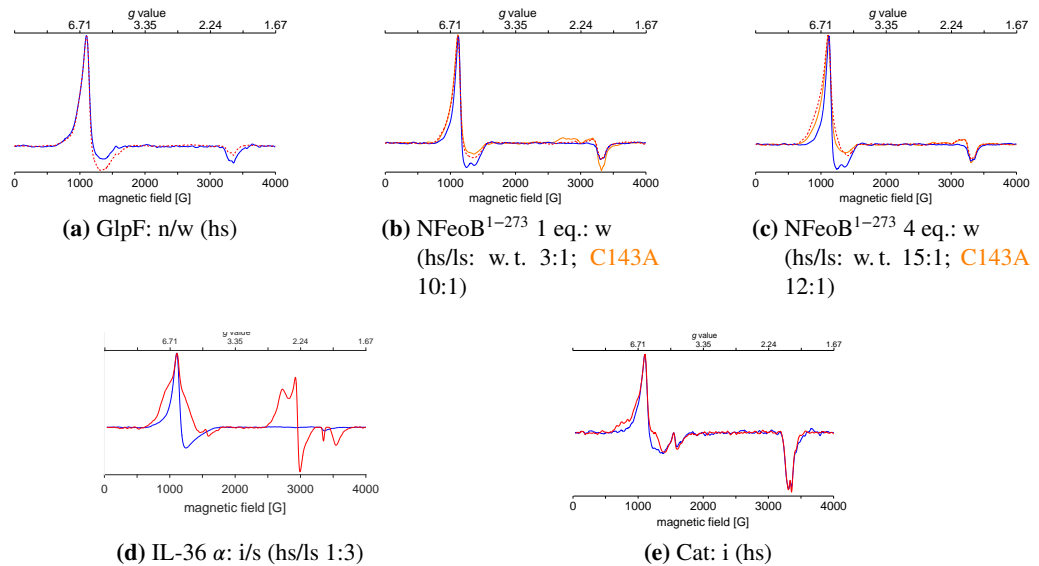 g value
6.71 3.35 2.24 1.67
0 1000 2000 3000 4000
magnetic field [G]
(a) GlpF: n/w (hs)
g value
6.71 3.35 2.24 1.67
0 1000 2000 3000 4000
magnetic field [G]
(b) NFeoB1−273 1 eq.: w
(hs/ls: w. t. 3:1; C143A
10:1)
g value
6.71 3.35 2.24 1.67
0 1000 2000 3000 4000
magnetic field [G]
(c) NFeoB1−273 4 eq.: w
(hs/ls: w. t. 15:1; C143A
12:1)
g value
6.71 3.35 2.24 1.67
0 1000 2000 3000 4000
magnetic field [G]
(d) IL-36 α: i/s (hs/ls 1:3)
g value
6.71 3.35 2.24 1.67
0 1000 2000 3000 4000
magnetic field [G]
(e) Cat: i (hs)